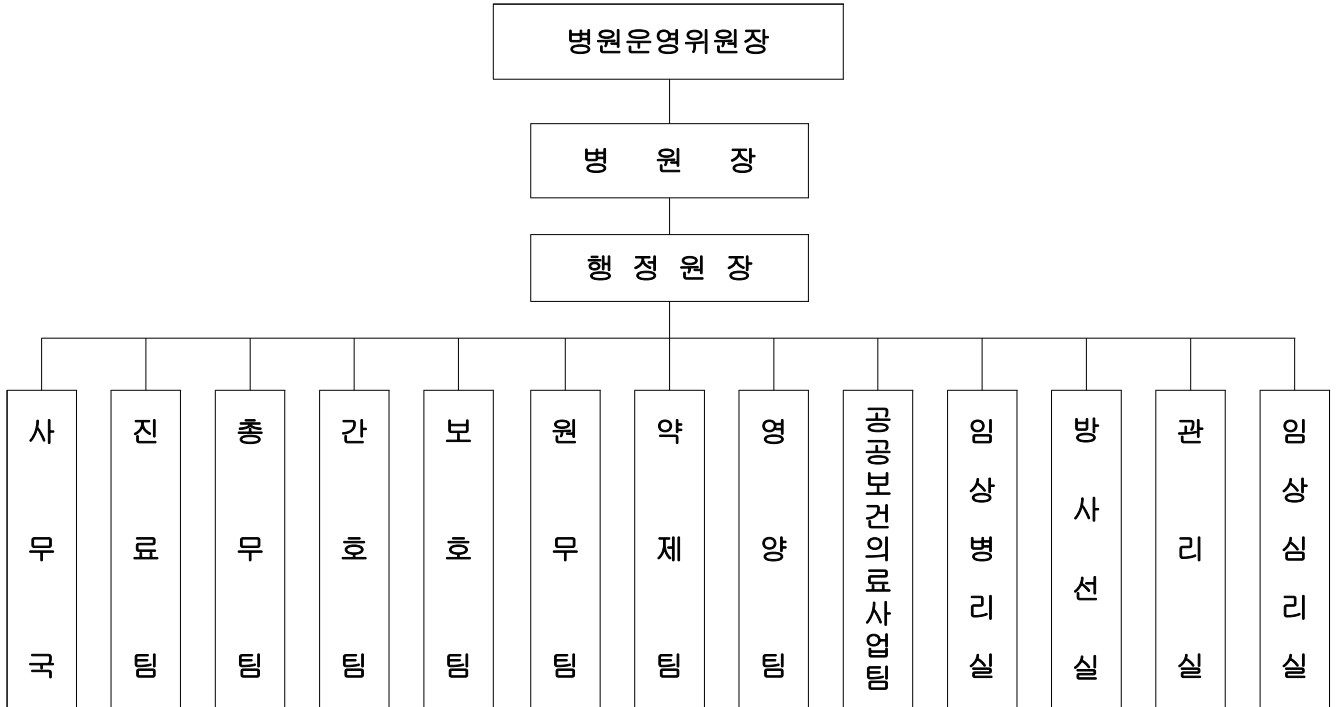 병원운영위원장
병 원 장
행 정 원 장
사무국
진료팀
총무팀
간호팀
보호팀
원무팀
약제팀
영양팀
공공보건의료사업팀
임상병리실
방사선실
관리실
임상심리실